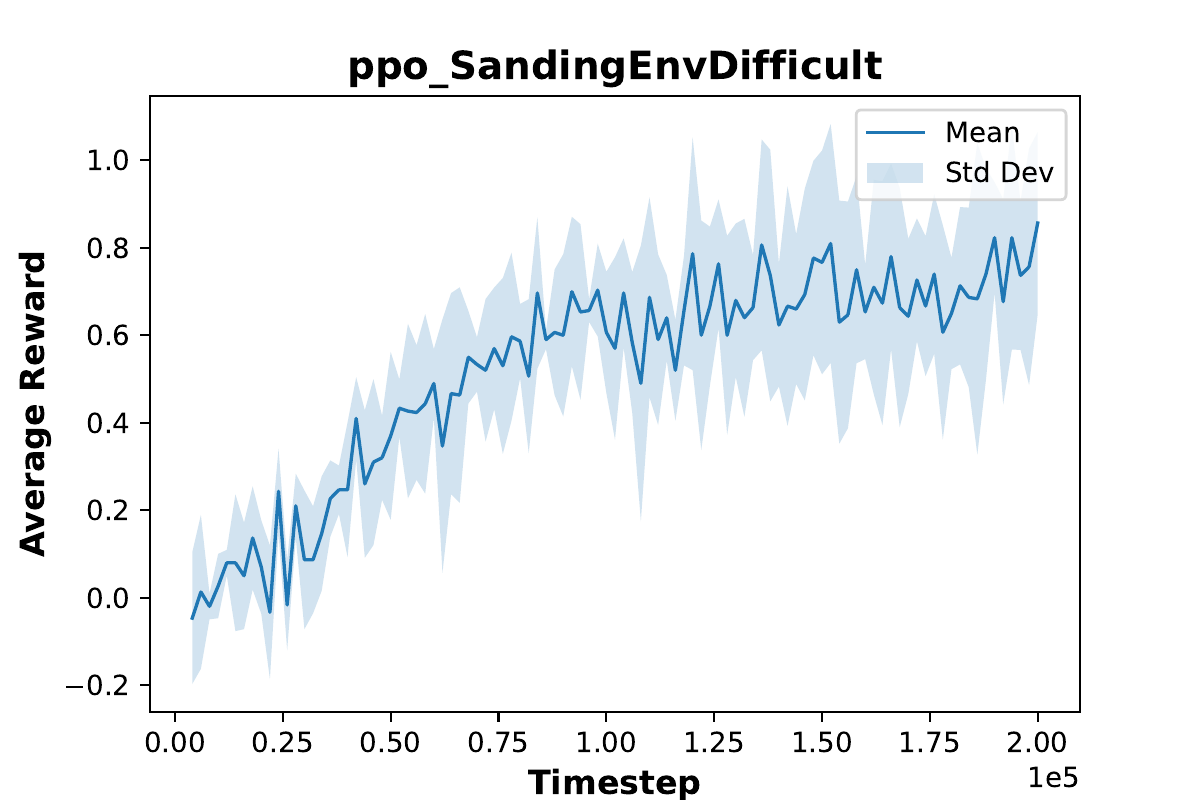 ppo_SandingEnvDifficult
Mean
Std Dev
1.0
0.8
0.6
0.4
0.2
0.0
−0.2
Average Reward
0.00 0.25 0.50 0.75 1.00 1.25 1.50 1.75 2.00
1e5
Timestep